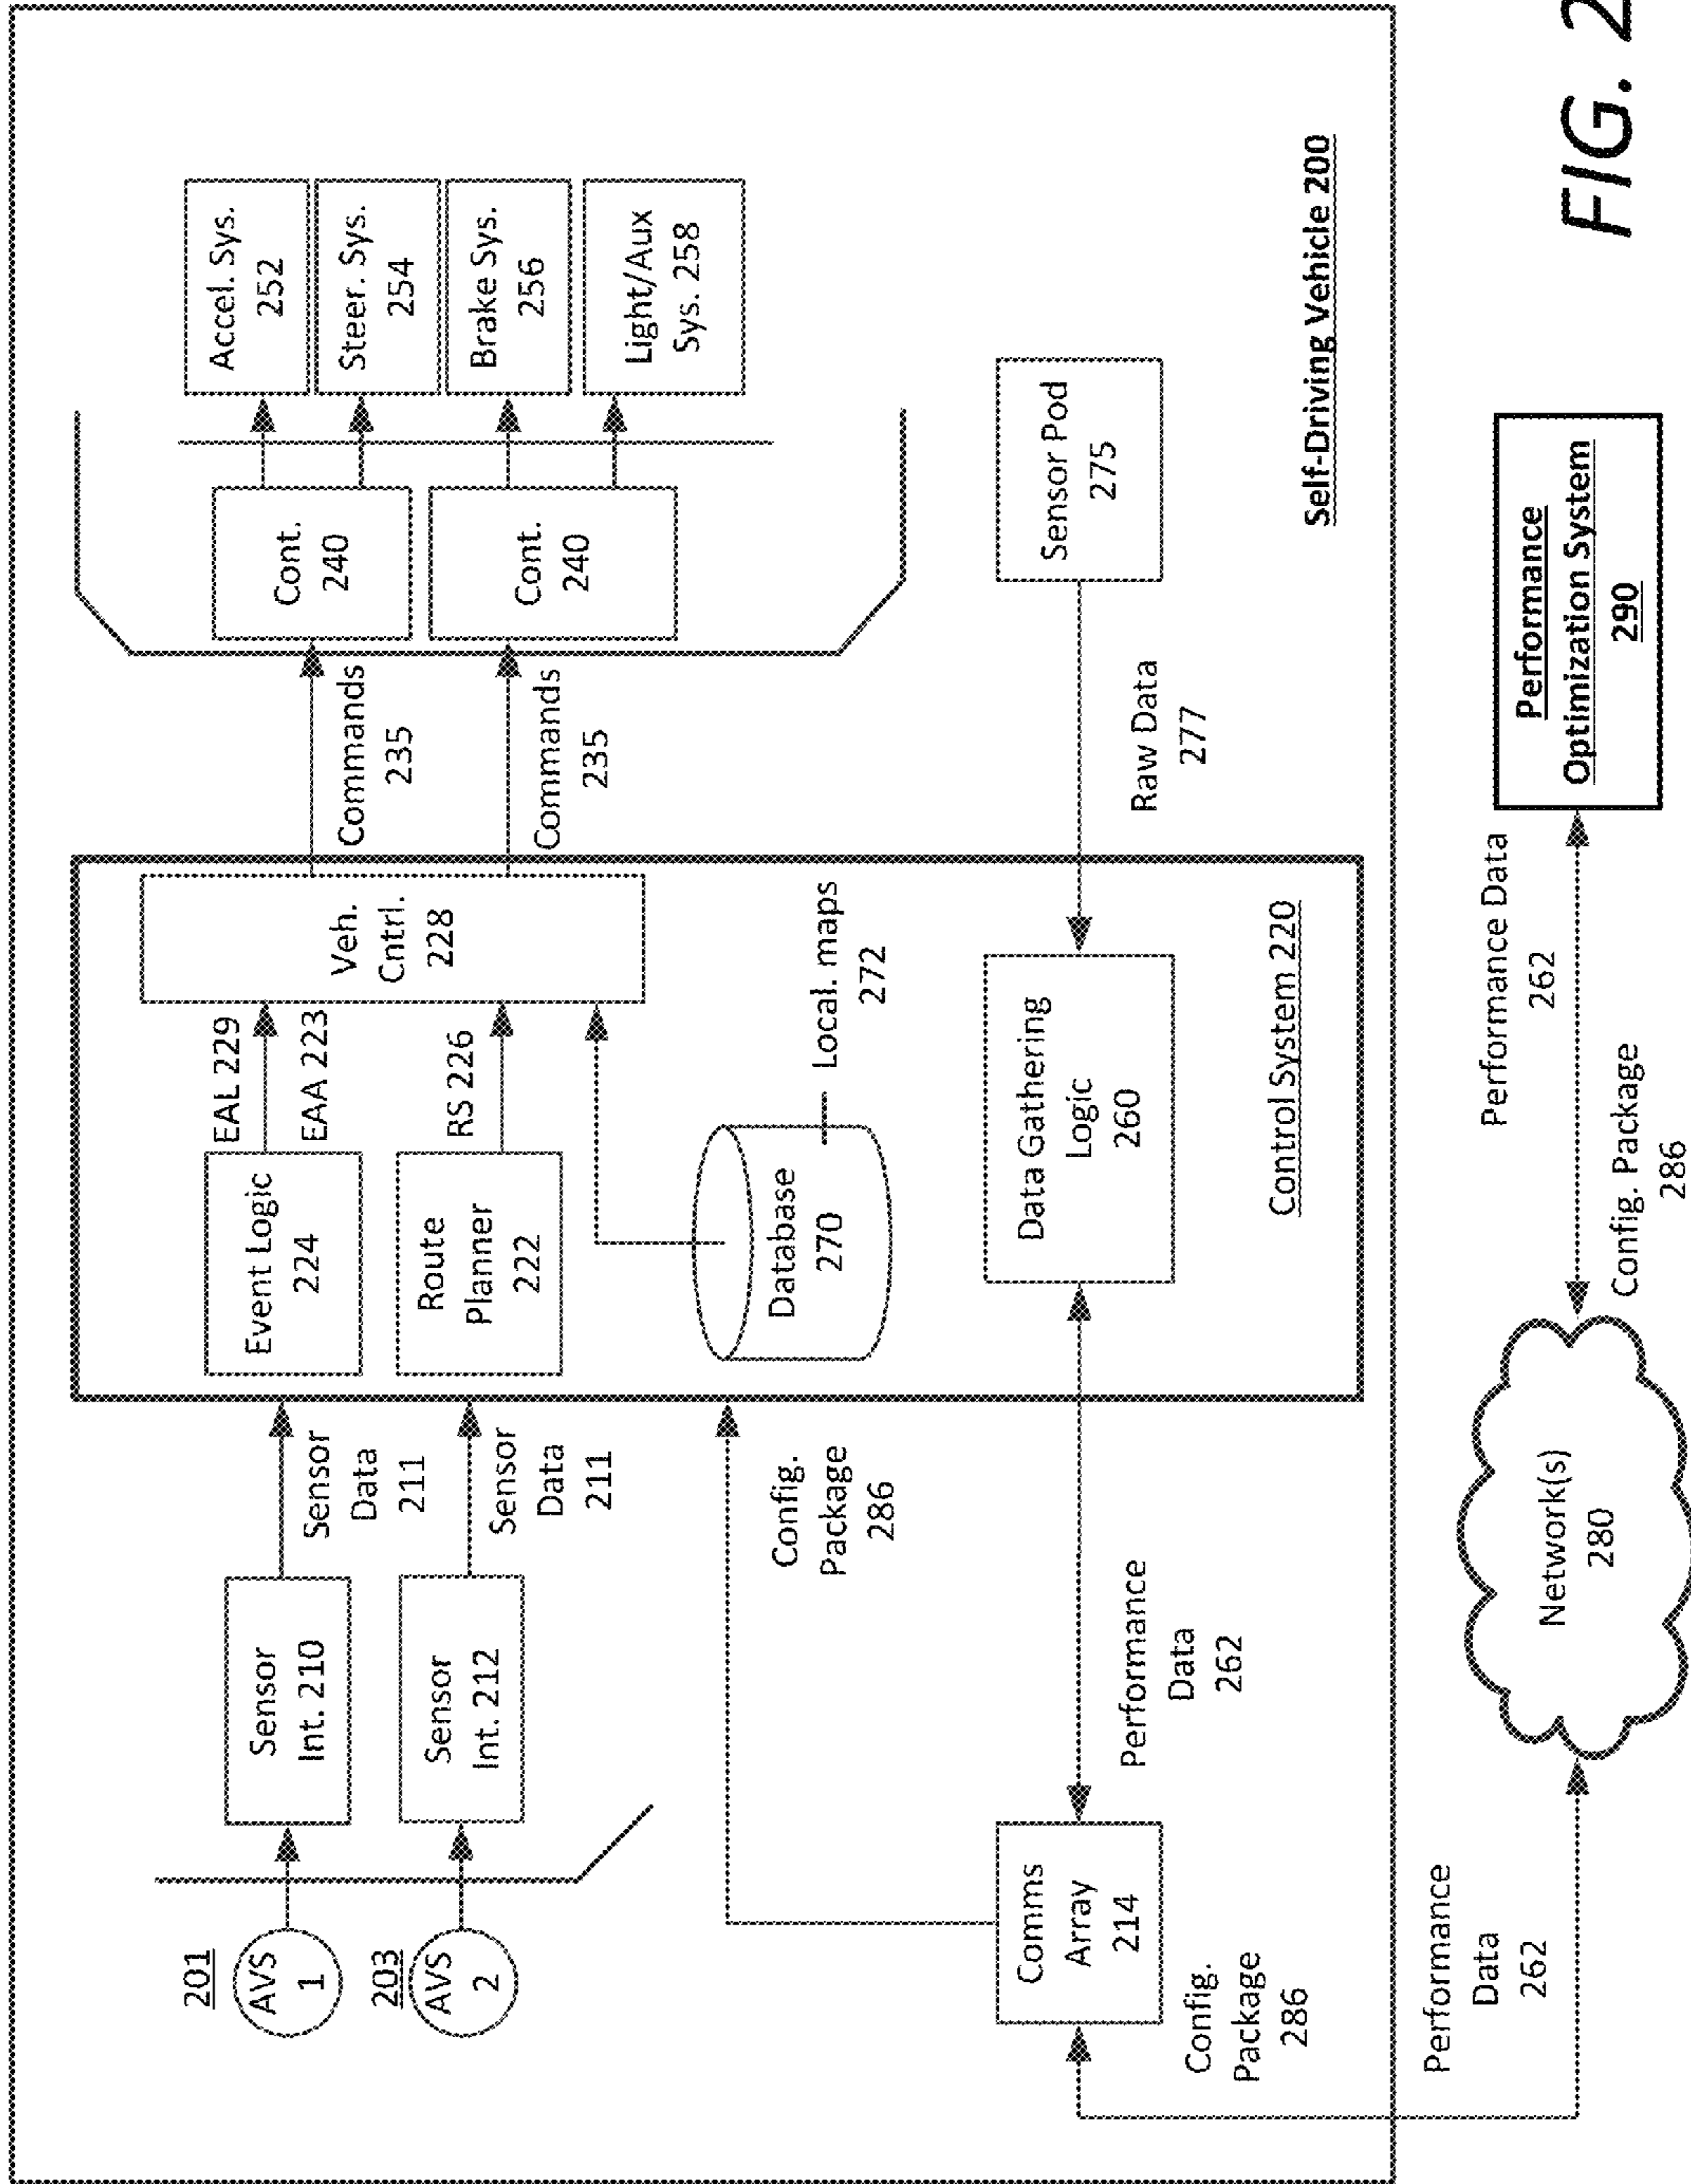 201
AVS
1
203
AVS
2
Sensor
Int. 210
Sensor
Int. 212
Sensor
Data
211
Sensor
Data
211
Event Logic
224
Route
Planner
222
EAL 229
EAA 223
RS 226
Veh.
Cntrl.
228
Commands
235
Commands
235
Cont.
240
Cont.
240
Accel. Sys.
252
Steer. Sys.
254
Brake Sys.
256
Light/Aux
Sys. 258
Config.
Package
286
Database
270
Local. maps
272
Comms
Array
214
Config.
Package
286
Performance
Data
262
Data Gathering
Logic
260
Control System 220
Raw Data
277
Sensor Pod
275
Self-Driving Vehicle 200
Performance
Data
262
Network(s)
280
Performance Data
262
Config. Package
286
Performance
Optimization System
290
FIG. 2